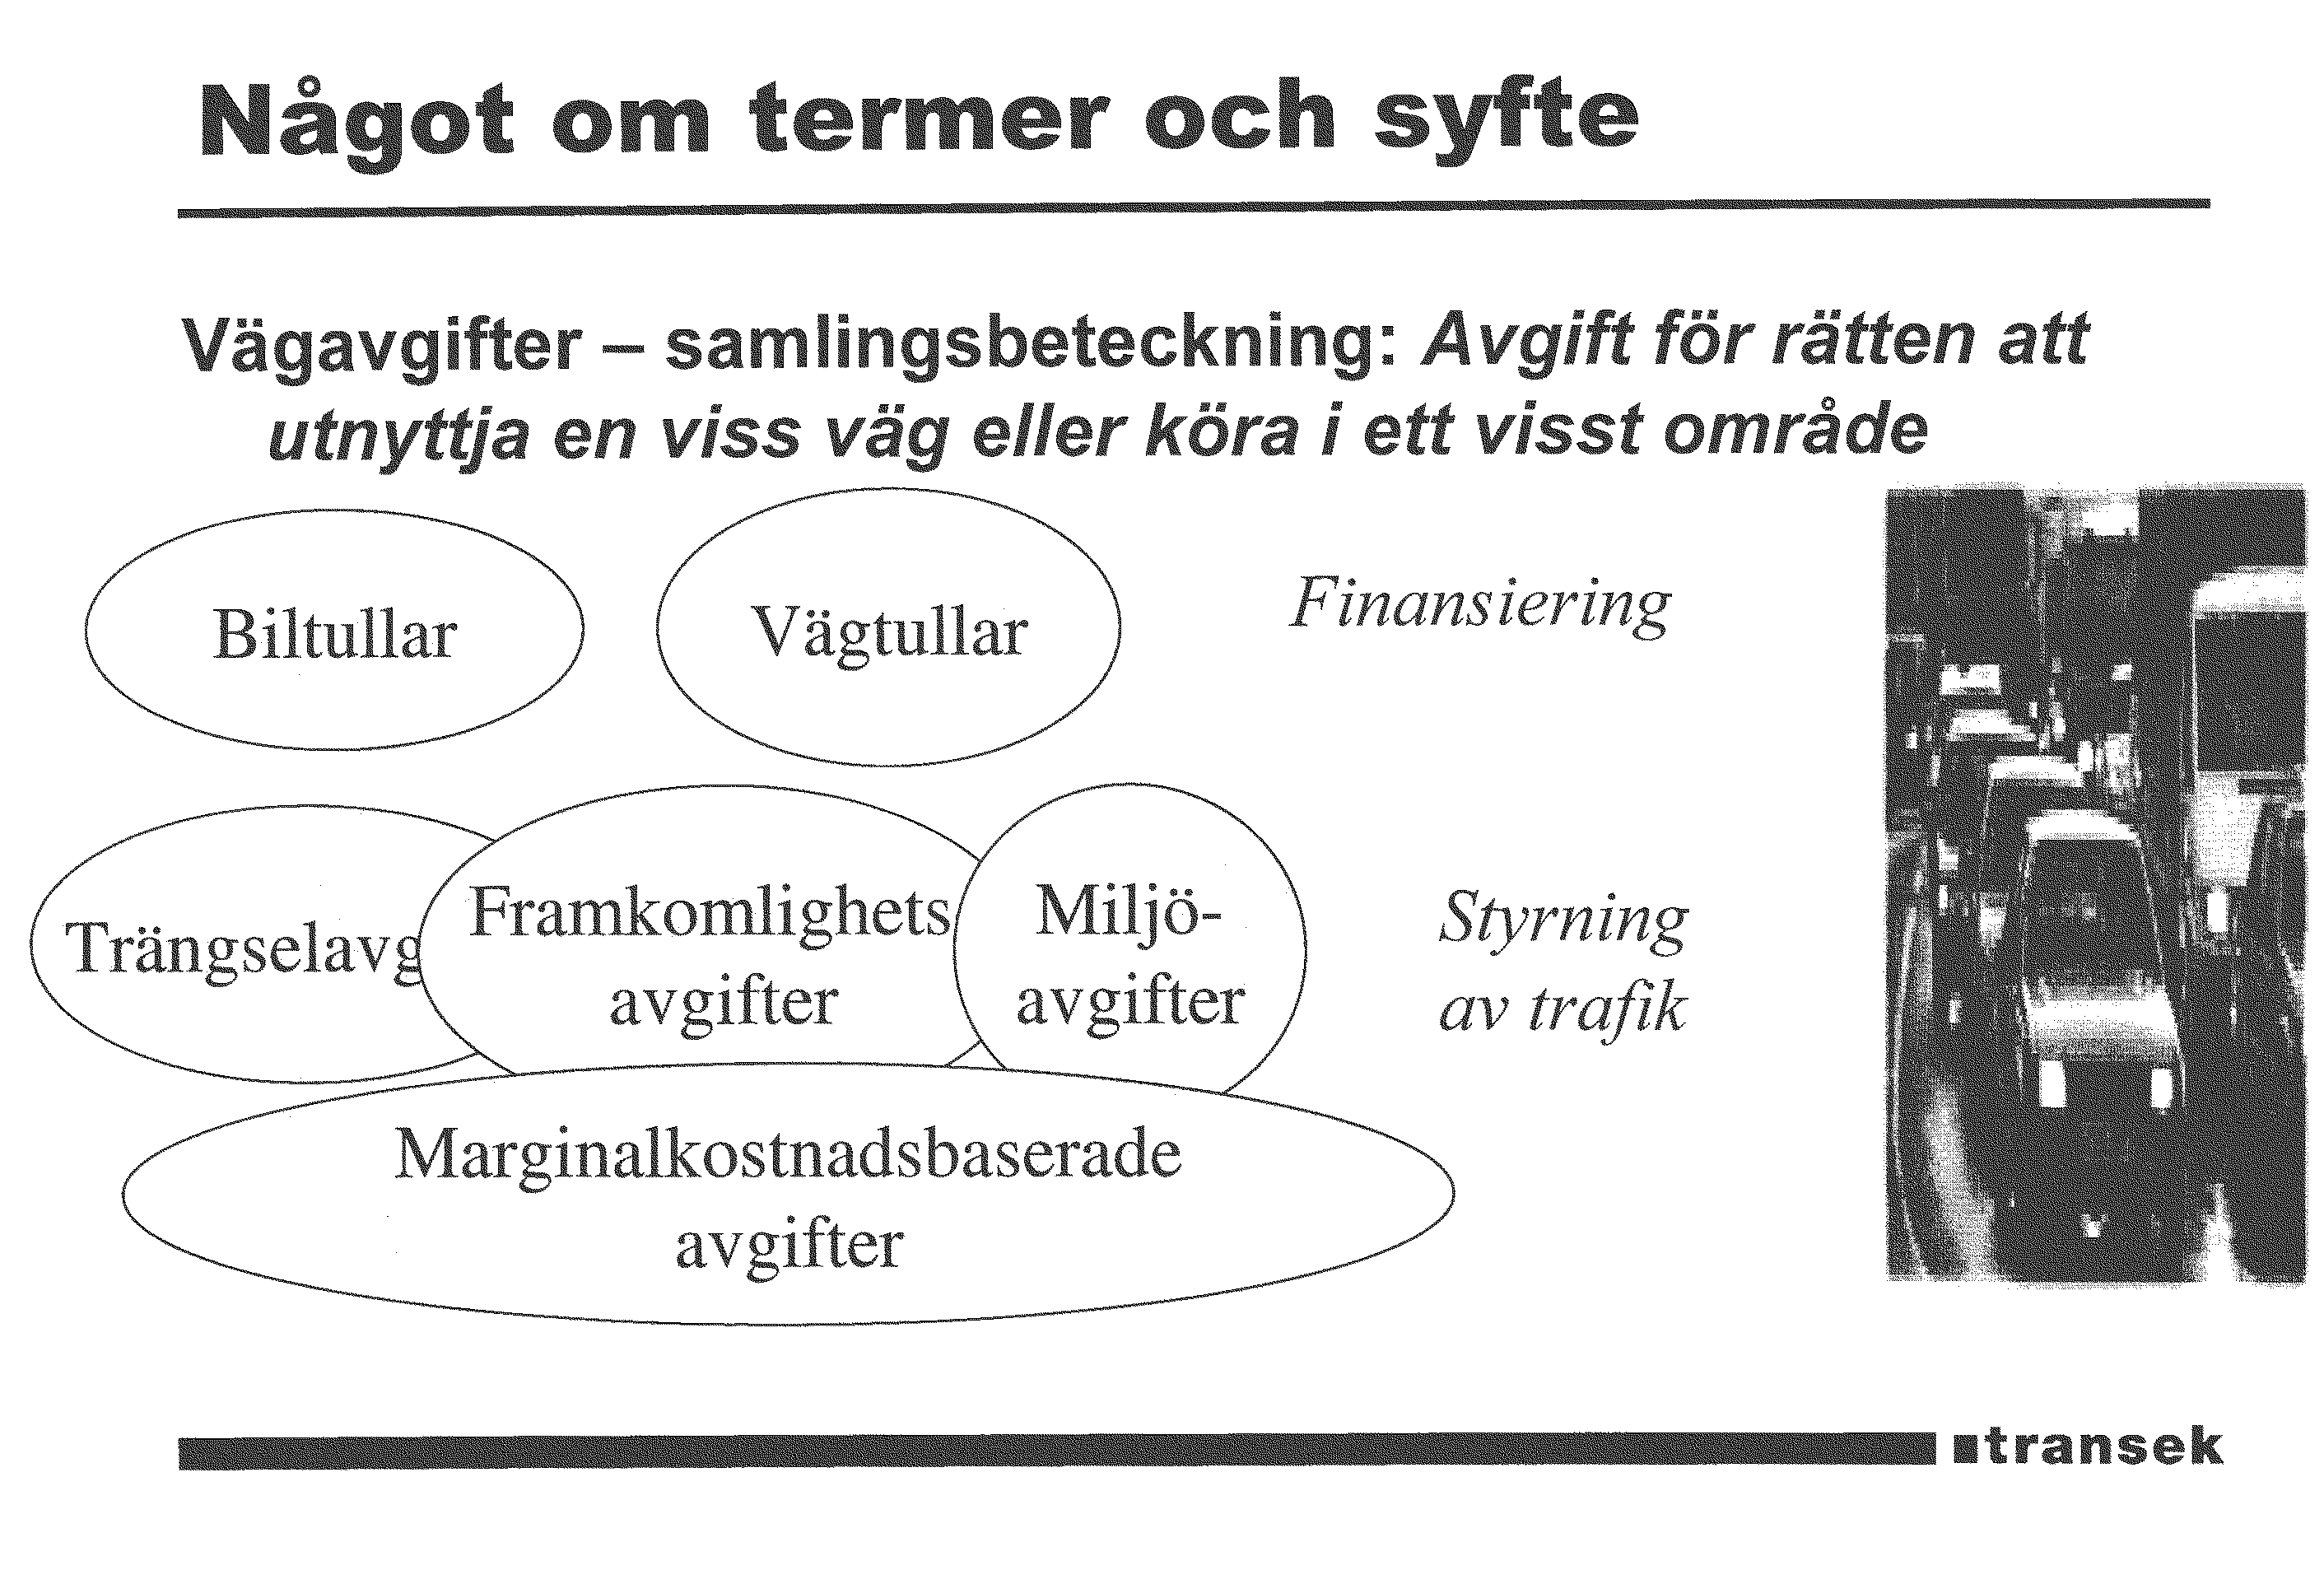 Något om termer och syfte
Vägavgifter – samlingsbeteckning: Avgift för rätten att
utnyttja en viss väg eller köra i ett visst område
Biltullar
Vägtullar
Finansiering
Trängselavg
Framkomlighets
avgifter
Miljö-
avgifter
Styrning
av trafik
Marginalkostnadsbaserade
avgifter
transek